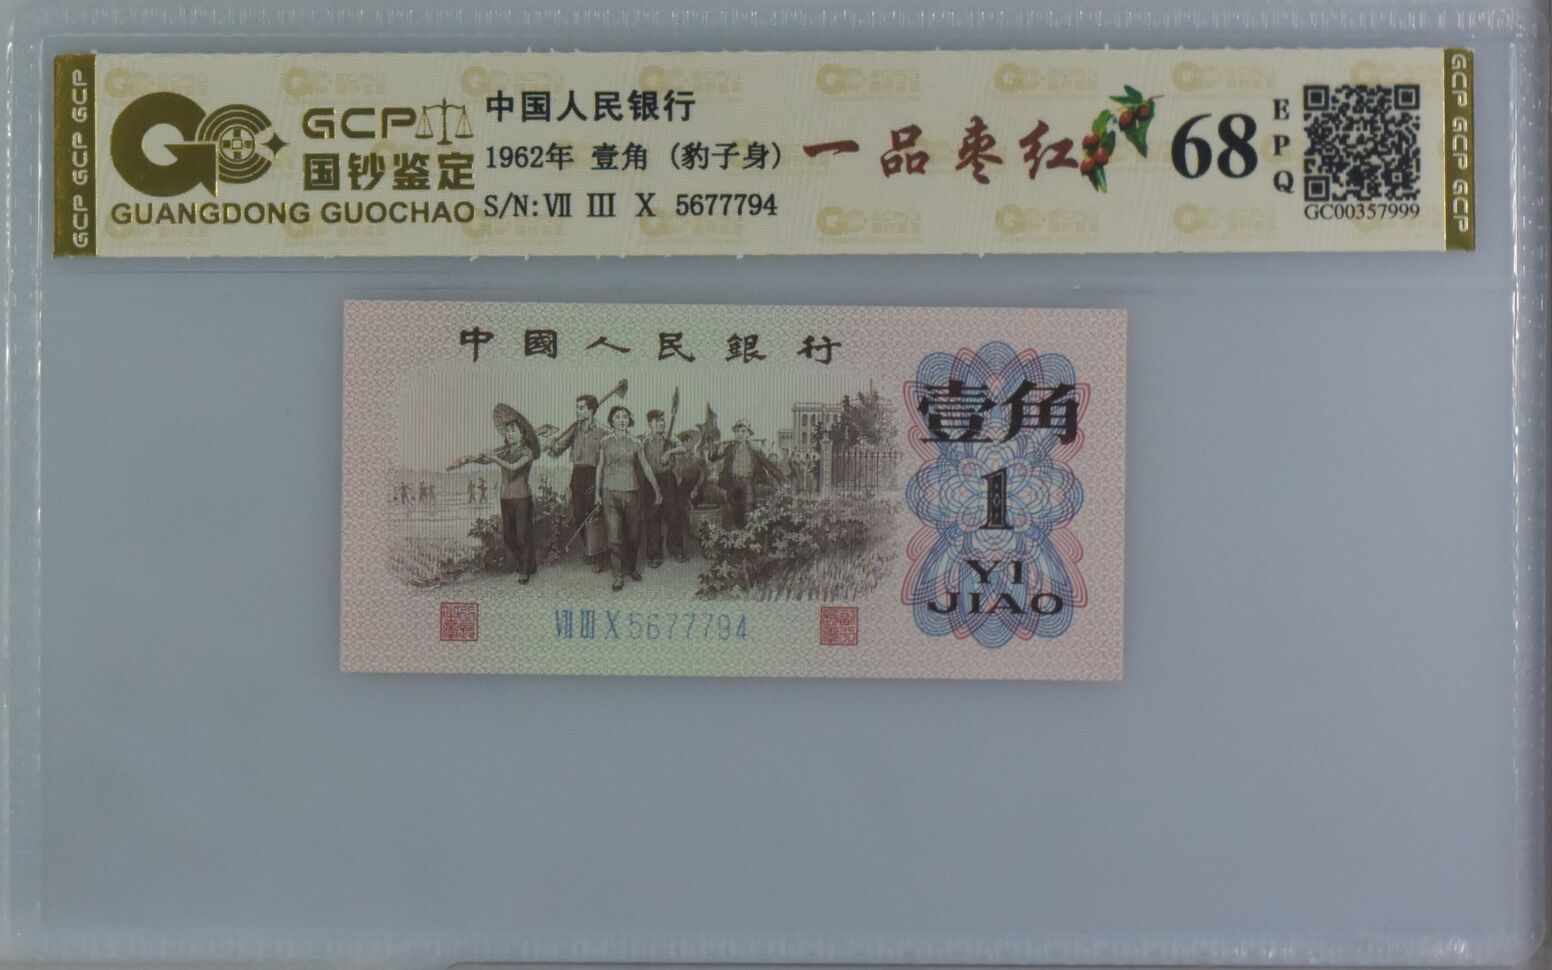 GCP GCP GCP
GCP
国钞鉴定
GUANGDONG GUOCHAO
中国人民银行
1962年 壹角 (豹子身)
S/N: Ⅶ Ⅲ Ⅹ 5677794
一品枣红
68
EPQ
GC00357999
GCP GCP GCP
中國人民銀行
壹角
1
YI
JIAO
Ⅶ Ⅲ Ⅹ 5677794